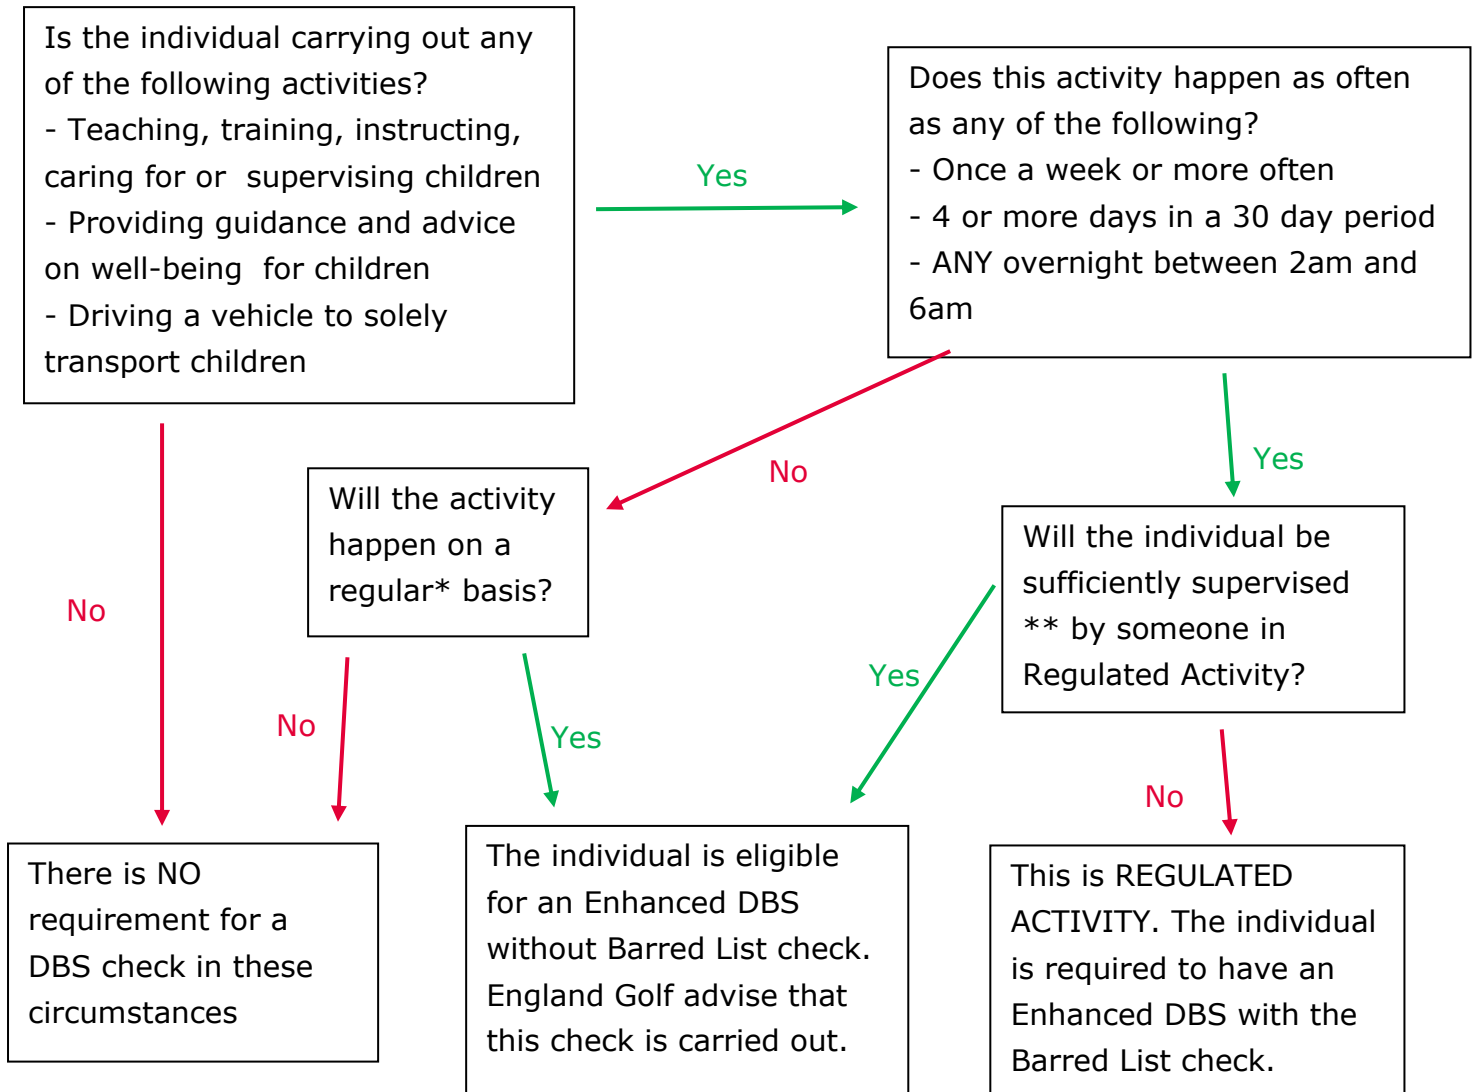 Is the individual carrying out any
of the following activities?
- Teaching, training, instructing,
caring for or  supervising children
- Providing guidance and advice
on well-being  for children
- Driving a vehicle to solely
transport children
Yes
Does this activity happen as often
as any of the following?
- Once a week or more often
- 4 or more days in a 30 day period
- ANY overnight between 2am and
6am
No
Yes
Will the activity
happen on a
regular* basis?
Will the individual be
sufficiently supervised
** by someone in
Regulated Activity?
No
No
Yes
Yes
No
There is NO
requirement for a
DBS check in these
circumstances
The individual is eligible
for an Enhanced DBS
without Barred List check.
England Golf advise that
this check is carried out.
This is REGULATED
ACTIVITY. The individual
is required to have an
Enhanced DBS with the
Barred List check.